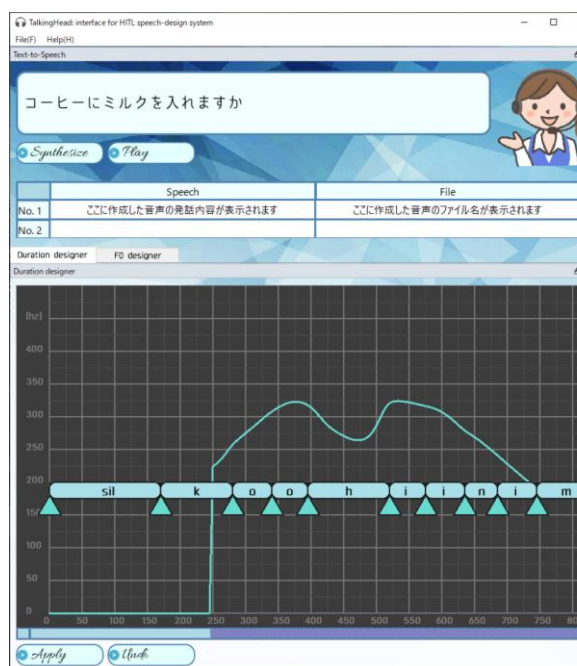 TalkingHead: interface for HITL speech-design system
File(F) Help(H)
Text-to-Speech
コーヒーにミルクを入れますか
Synthesize Play
Speech File
No. 1 ここに作成した音声の発話内容が表示されます ここに作成した音声のファイル名が表示されます
No. 2
Duration designer F0 designer
Duration designer
[hz]
400
350
300
250
200
sil k o o h i i n i m
150
100
50
0
0 50 100 150 200 250 300 350 400 450 500 550 600 650 700 750 80
Apply Undo